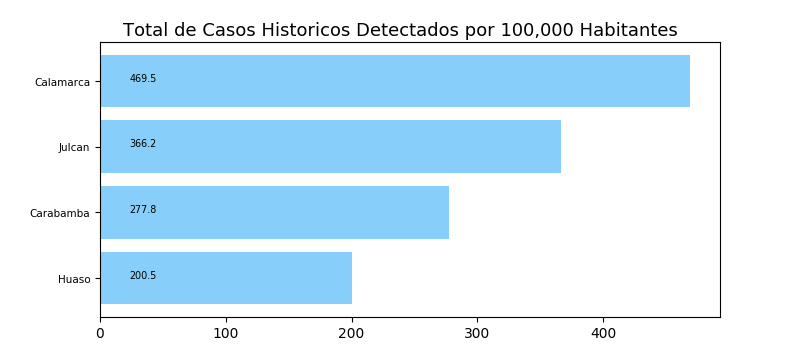 Total de Casos Historicos Detectados por 100,000 Habitantes
Calamarca 469.5
Julcan 366.2
Carabamba 277.8
Huaso 200.5
0 100 200 300 400